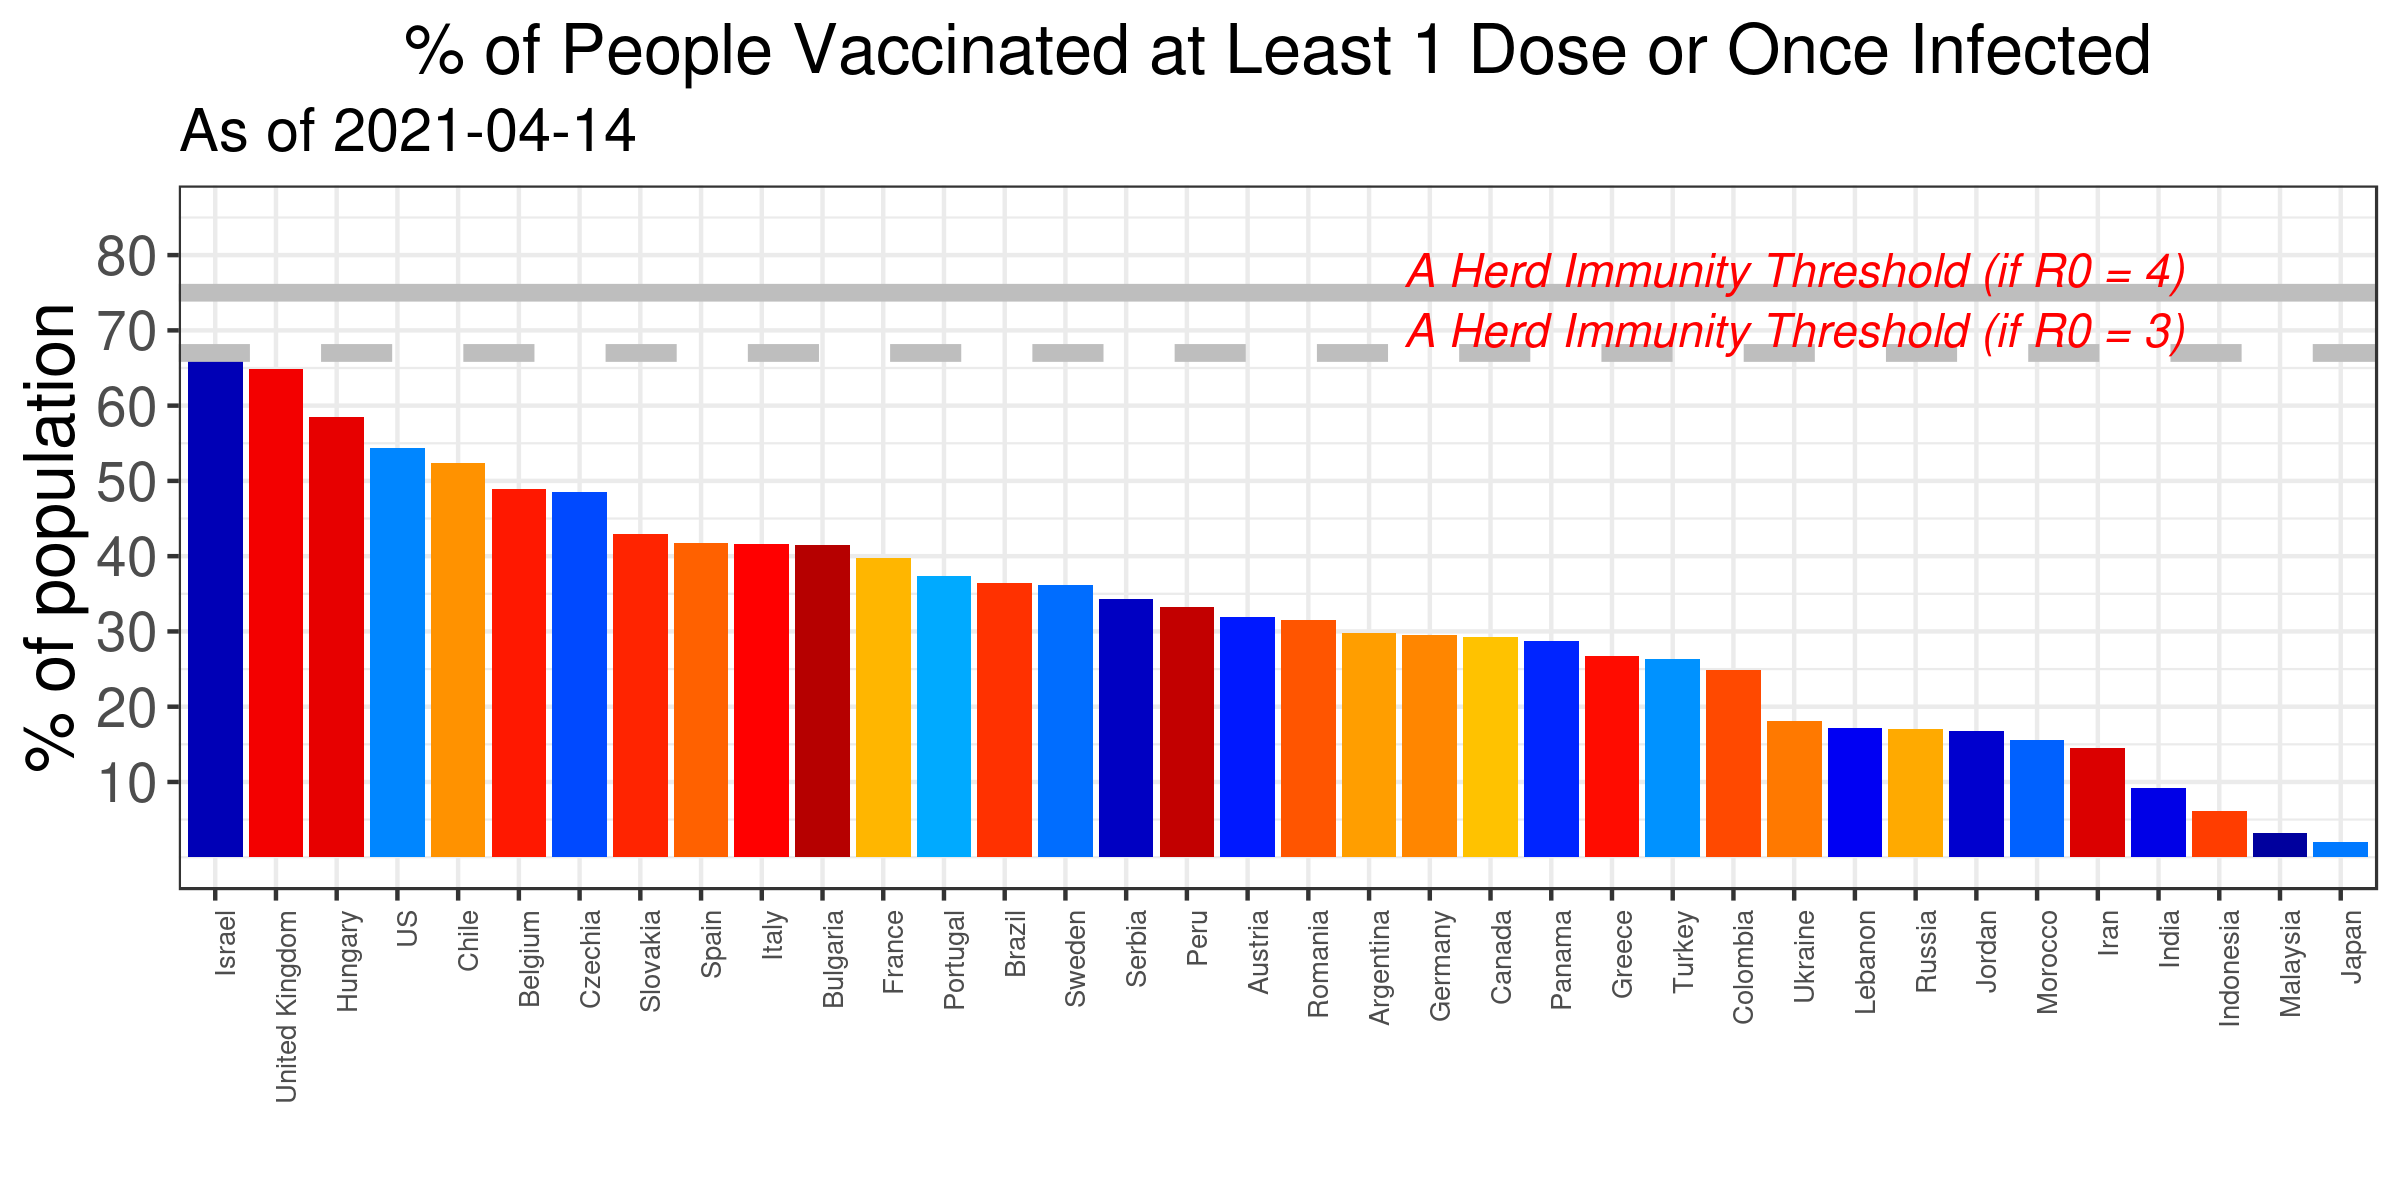 % of People Vaccinated at Least 1 Dose or Once Infected
As of 2021-04-14
% of population
80
70
60
50
40
30
20
10
A Herd Immunity Threshold (if R0 = 4)
A Herd Immunity Threshold (if R0 = 3)
Israel
United Kingdom
Hungary
US
Chile
Belgium
Czechia
Slovakia
Spain
Italy
Bulgaria
France
Portugal
Brazil
Sweden
Serbia
Peru
Austria
Romania
Argentina
Germany
Canada
Panama
Greece
Turkey
Colombia
Ukraine
Lebanon
Russia
Jordan
Morocco
Iran
India
Indonesia
Malaysia
Japan